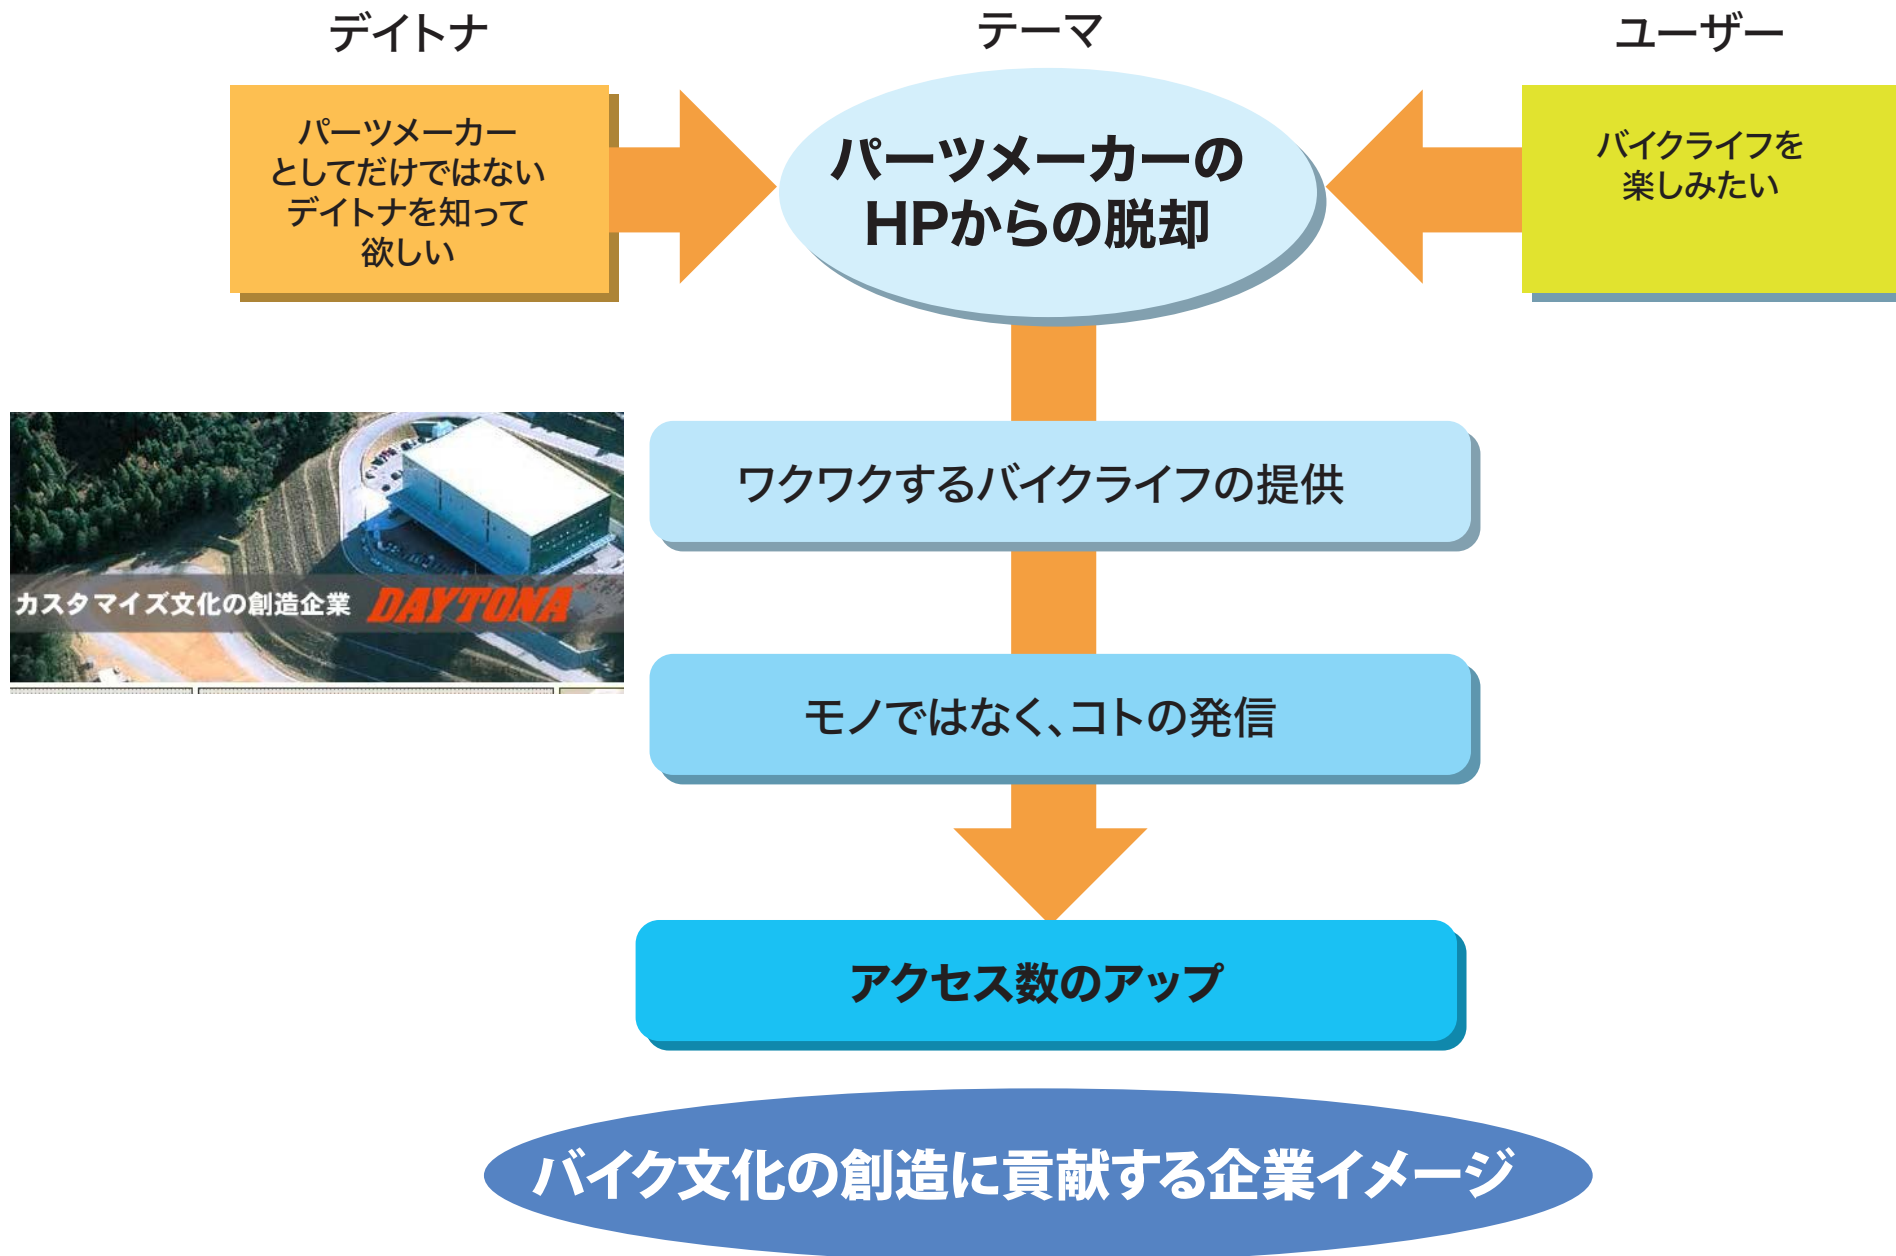 デイトナ
テーマ
ユーザー
パーツメーカー
としてだけではない
デイトナを知って
欲しい
パーツメーカーの
HPからの脱却
バイクライフを
楽しみたい
ワクワクするバイクライフの提供
カスタマイズ文化の創造企業 DAYTONA
モノではなく、コトの発信
アクセス数のアップ
バイク文化の創造に貢献する企業イメージ